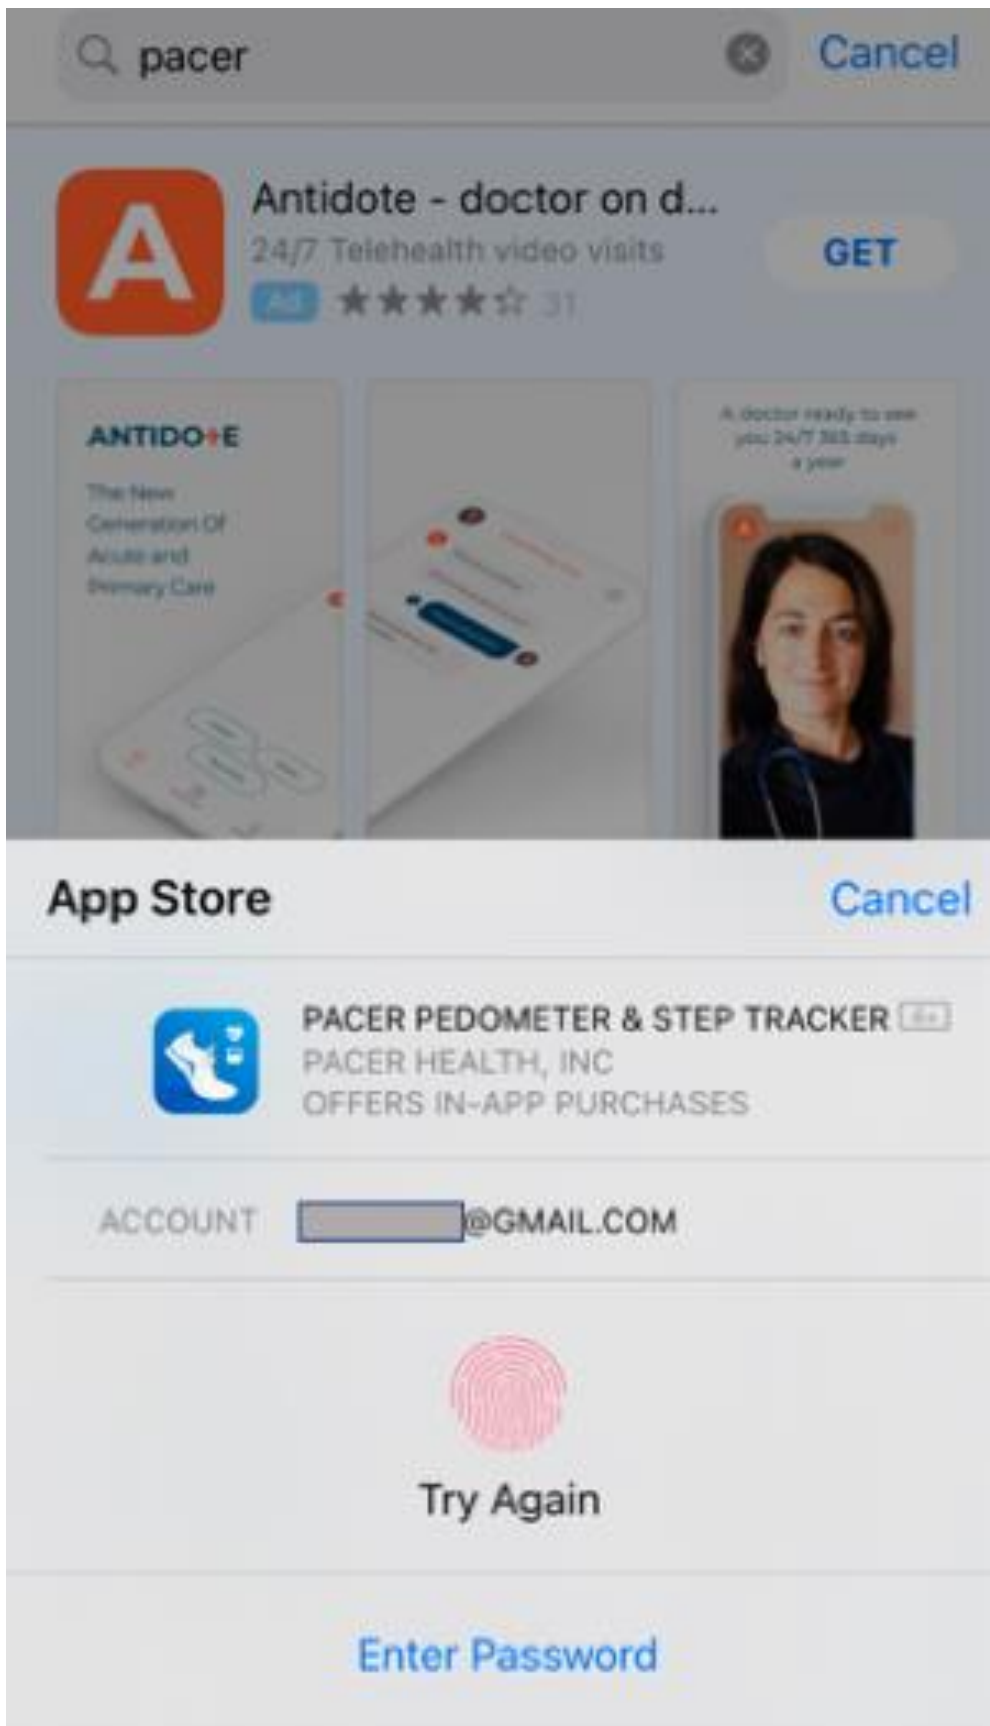 pacer
Cancel
A
Antidote - doctor on d...
24/7 Telehealth video visits
GET
Ad
31
ANTIDOTE
The New
Generation Of
Acute and
Primary Care
A doctor ready to see
you 24/7 365 days
a year
App Store
Cancel
PACER PEDOMETER & STEP TRACKER 4+
PACER HEALTH, INC
OFFERS IN-APP PURCHASES
ACCOUNT
@GMAIL.COM
Try Again
Enter Password